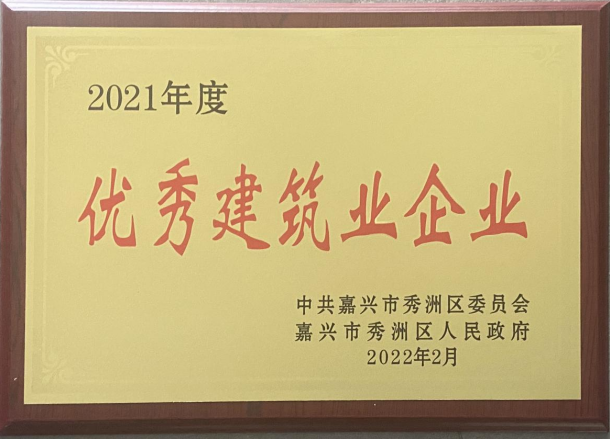 2021年度
优秀建筑业企业
中共嘉兴市秀洲区委员会
嘉兴市秀洲区人民政府
2022年2月